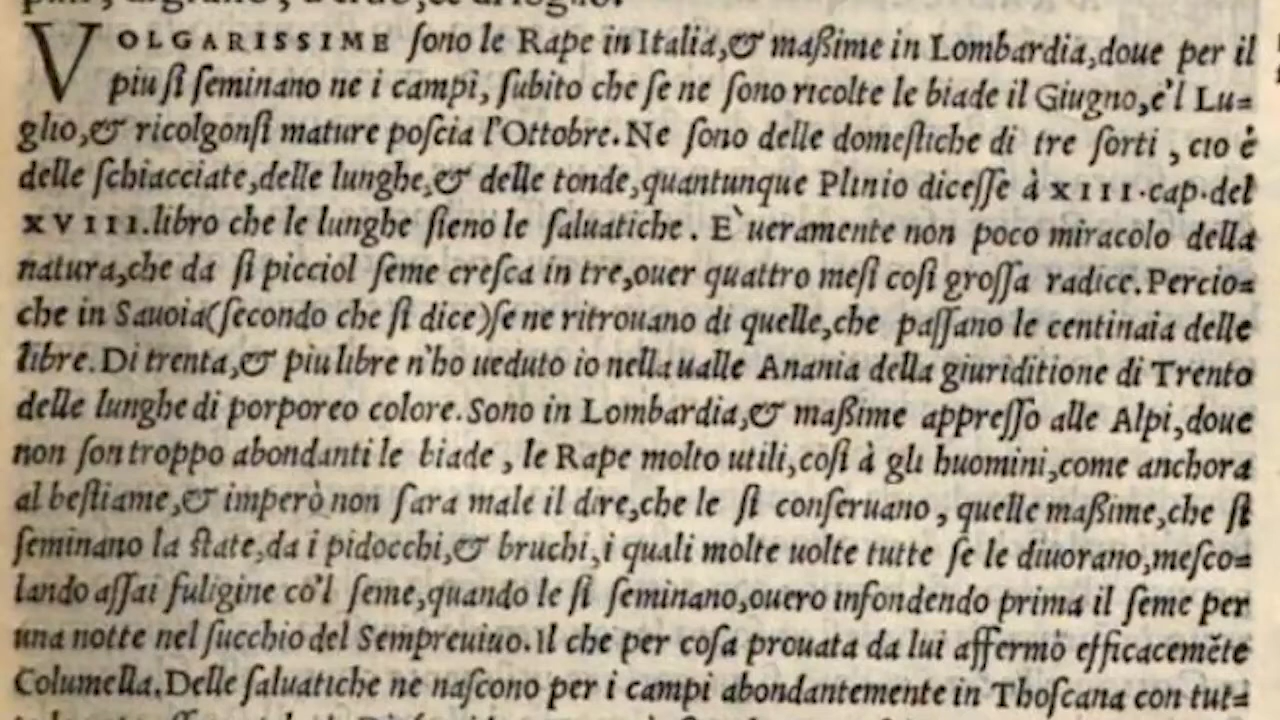 VOLGARISSIME ſono le Rape in Italia,& maßime in Lombardia,doue per il
piu ſi ſeminano ne i campi, ſubito che ſe ne ſono ricolte le biade il Giugno,e'l Lu=
glio,& ricolgonſi mature poſcia l'Ottobre. Ne ſono delle domeſtiche di tre ſorti , cio è
delle ſchiacciate,delle lunghe,& delle tonde,quantunque Plinio diceſſe à XIII.cap.del
XVIII.libro che le lunghe ſieno le ſaluatiche . E` ueramente non poco miracolo della
natura,che da ſi picciol ſeme creſca in tre,ouer quattro meſi coſi groſſa radice. Percio=
che in Sauoia(ſecondo che ſi dice)ſe ne ritrouano di quelle,che paſſano le centinaia delle
libre. Di trenta,& piu libre n'ho ueduto io nella ualle Anania della giuriditione di Trento
delle lunghe di porporeo colore. Sono in Lombardia,& maßime appreſſo alle Alpi,doue
non ſon troppo abondanti le biade , le Rape molto utili,coſi à gli huomini,come anchora
al beſtiame,& imperò non ſara male il dire,che le ſi conſeruano , quelle maßime,che ſi
ſeminano la ſtate,da i pidocchi,& bruchi,i quali molte uolte tutte ſe le diuorano,meſco=
lando aſſai fuligine cō'l ſeme,quando le ſi ſeminano,ouero infondendo prima il ſeme per
una notte nel ſucchio del Sempreuiuo. Il che per coſa prouata da lui affermò efficacemēte
Columella. Delle ſaluatiche ne naſcono per i campi abondantemente in Thoſcana con tut=